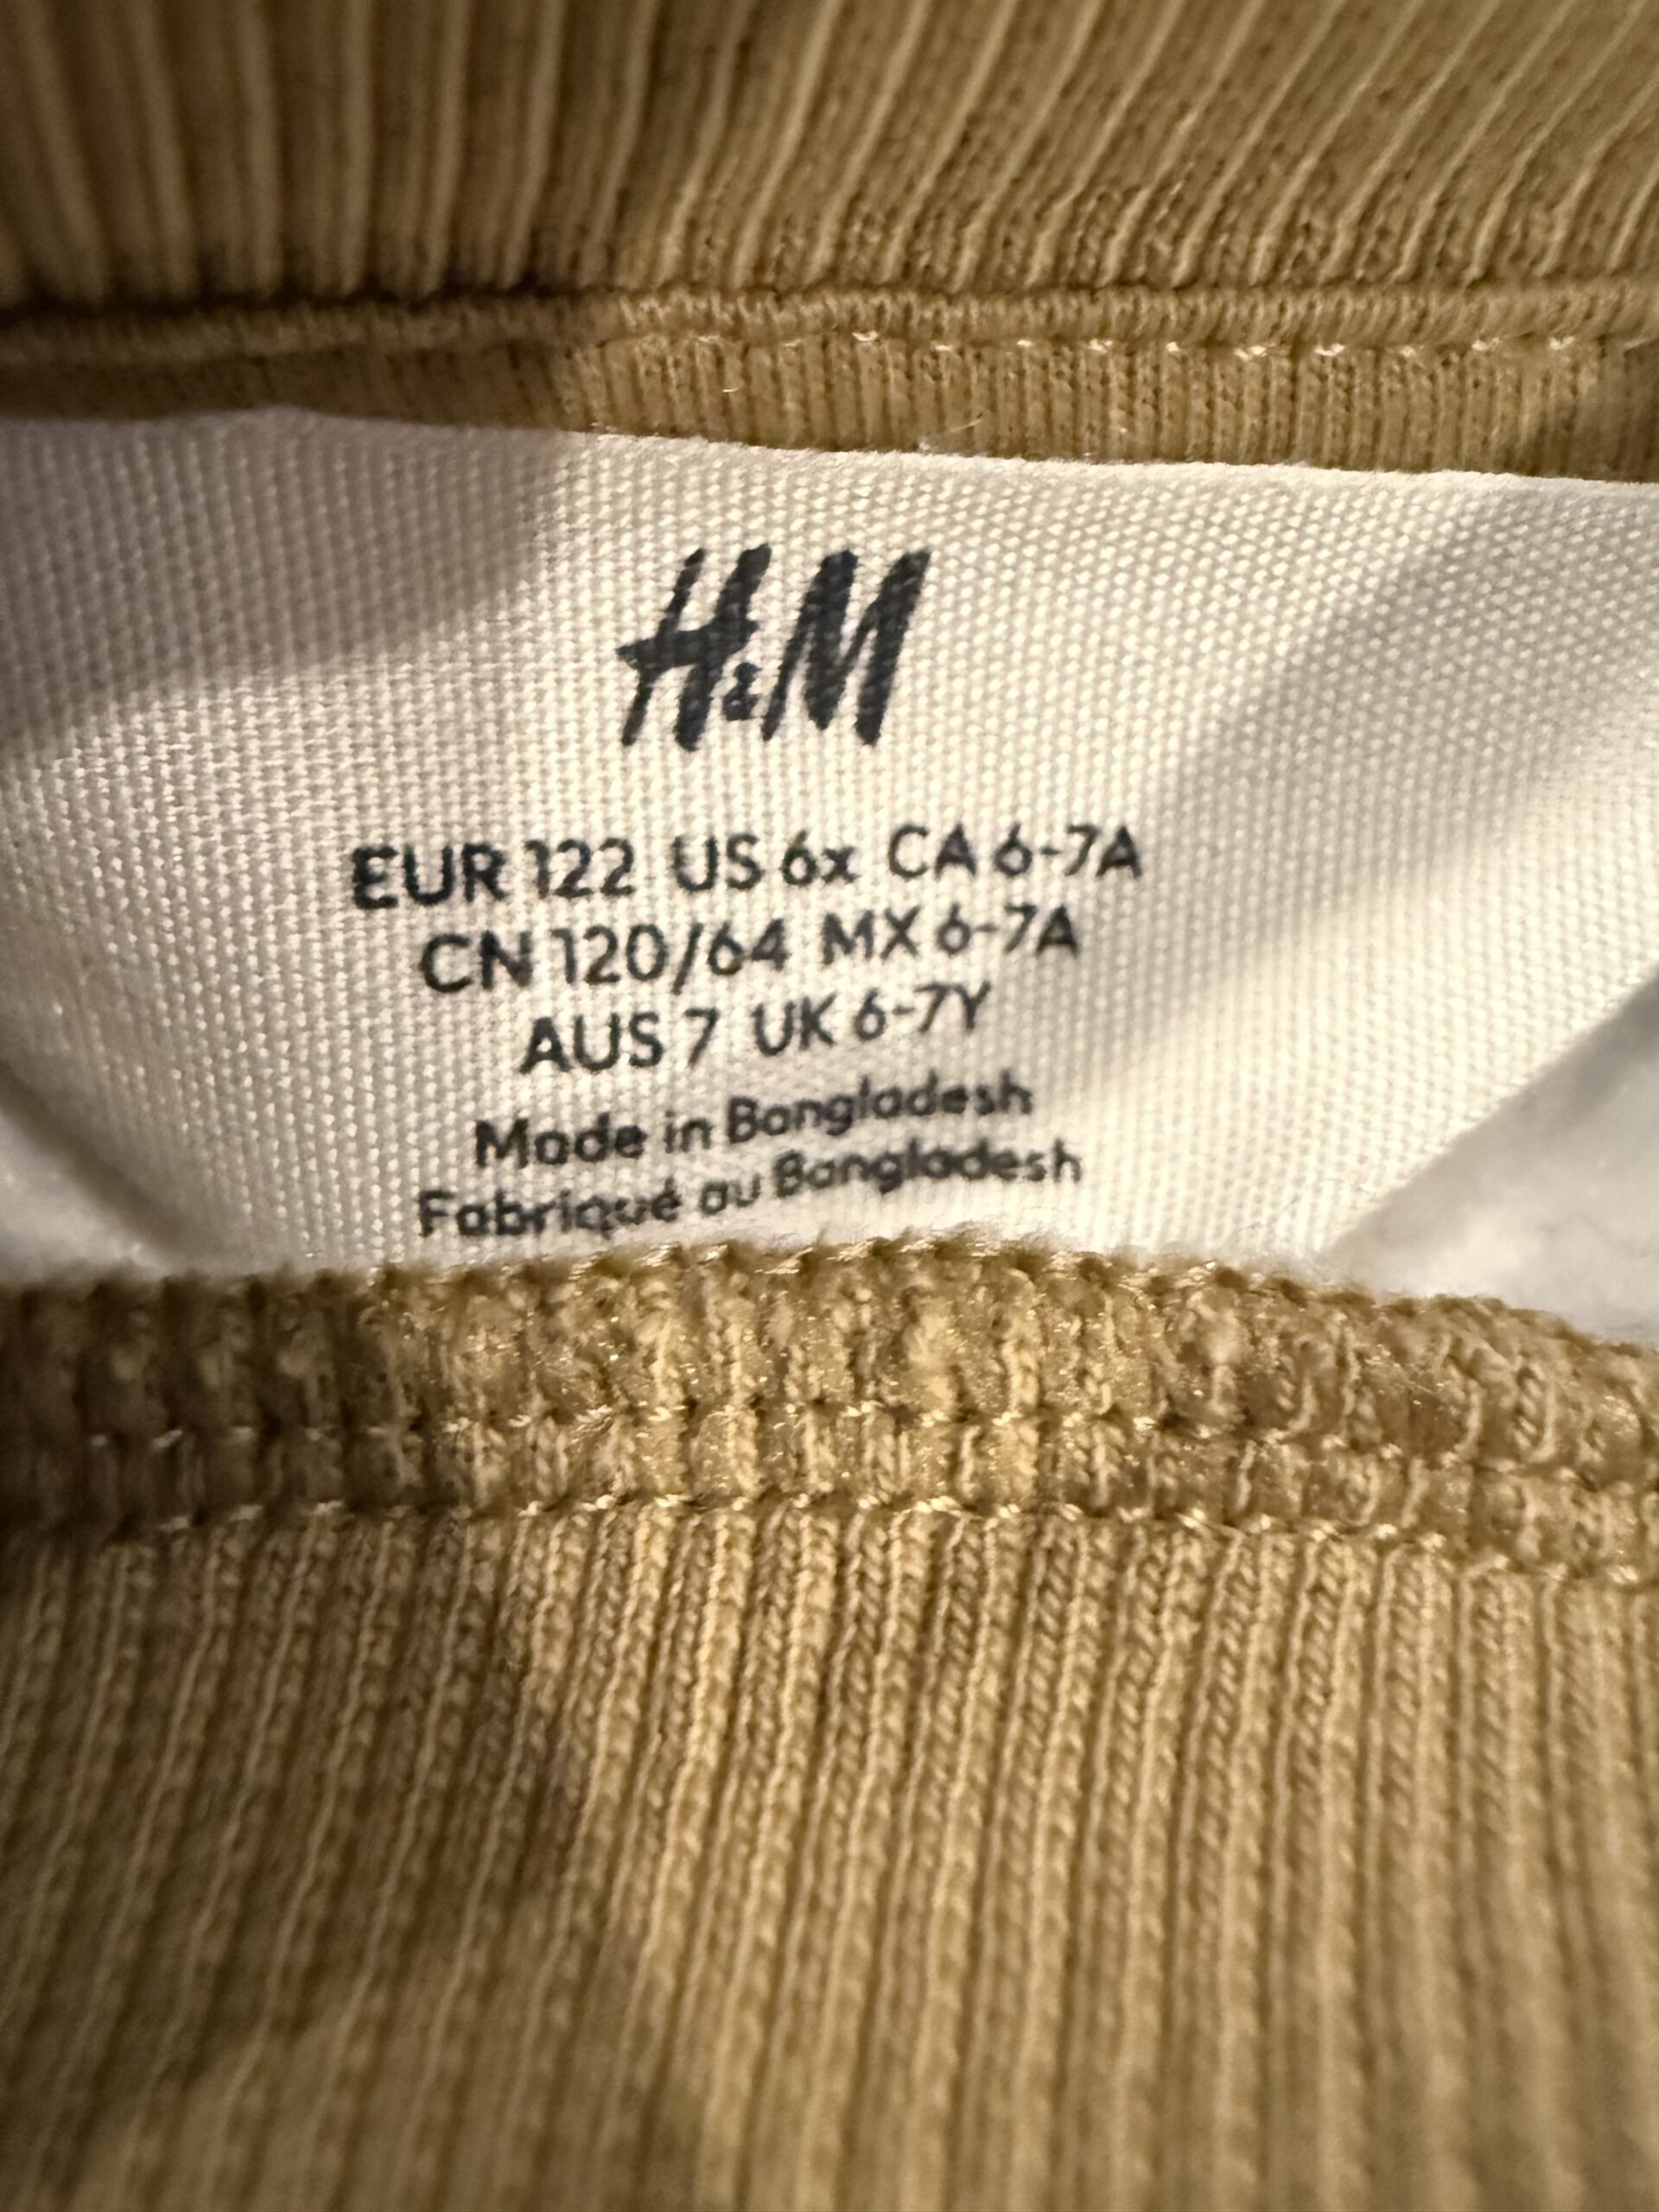 H&M
EUR 122 US 6x CA 6-7A
CN 120/64 MX 6-7A
AUS 7 UK 6-7Y
Made in Bangladesh
Fabriqué au Bangladesh